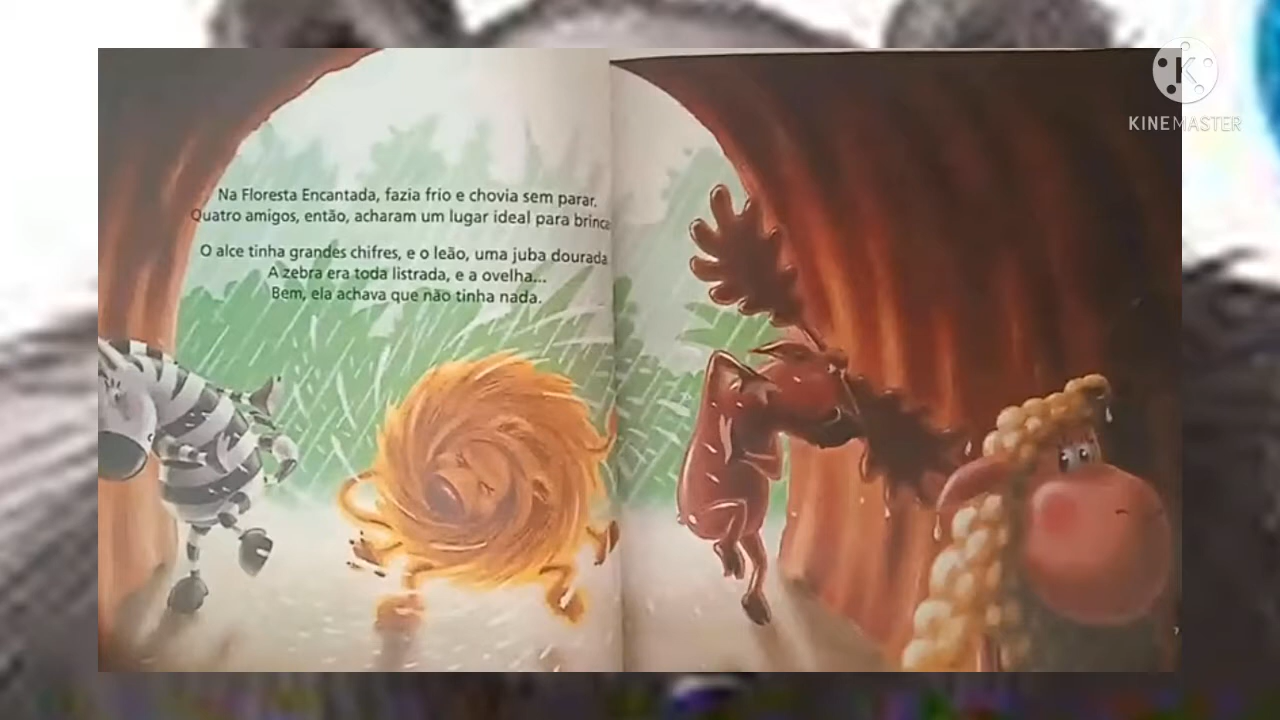 Na Floresta Encantada, fazia frio e chovia sem parar.
Quatro amigos, então, acharam um lugar ideal para brinca
O alce tinha grandes chifres, e o leão, uma juba dourada
A zebra era toda listrada, e a ovelha...
Bem, ela achava que não tinha nada.
KINEMASTER